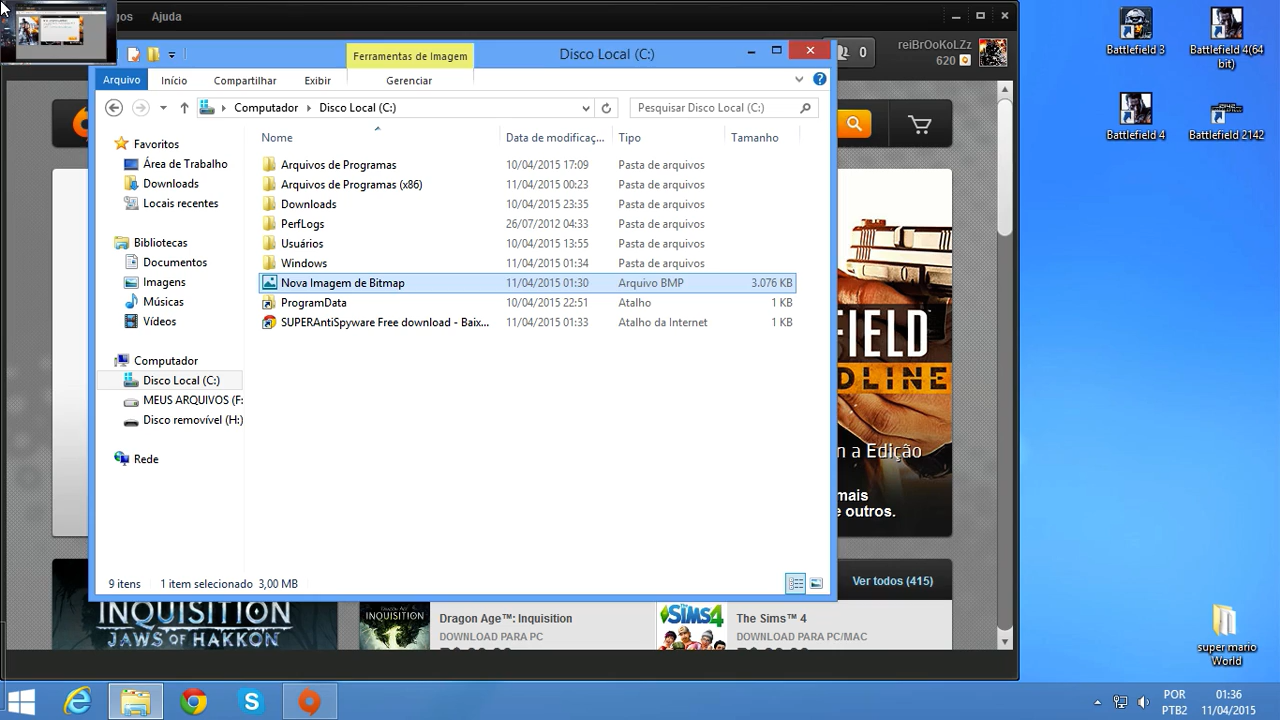 gos Ajuda
reiBrOoKoLZz
620
0
Ferramentas de Imagem
Disco Local (C:)
Arquivo Início Compartilhar Exibir Gerenciar
Computador Disco Local (C:)
Pesquisar Disco Local (C:)
Favoritos
Área de Trabalho
Downloads
Locais recentes
Bibliotecas
Documentos
Imagens
Músicas
Vídeos
Computador
Disco Local (C:)
MEUS ARQUIVOS (F:
Disco removível (H:)
Rede
Nome Data de modificaç... Tipo Tamanho
Arquivos de Programas 10/04/2015 17:09 Pasta de arquivos
Arquivos de Programas (x86) 11/04/2015 00:23 Pasta de arquivos
Downloads 10/04/2015 23:35 Pasta de arquivos
PerfLogs 26/07/2012 04:33 Pasta de arquivos
Usuários 10/04/2015 13:55 Pasta de arquivos
Windows 11/04/2015 01:34 Pasta de arquivos
Nova Imagem de Bitmap 11/04/2015 01:30 Arquivo BMP 3.076 KB
ProgramData 10/04/2015 22:51 Atalho 1 KB
SUPERAntiSpyware Free download - Baix... 11/04/2015 01:33 Atalho da Internet 1 KB
9 itens 1 item selecionado 3,00 MB
IELD
DLINE
n a Edição
mais
e outros.
Ver todos (415)
INQUISITION
JAWS OF HAKKON
INQUISITION
Dragon Age™: Inquisition
DOWNLOAD PARA PC
The SIMS 4
The Sims™ 4
DOWNLOAD PARA PC/MAC
Battlefield 3
Battlefield 4(64
bit)
Battlefield 4
Battlefield 2142
super mario
World
POR
PTB2
01:36
11/04/2015